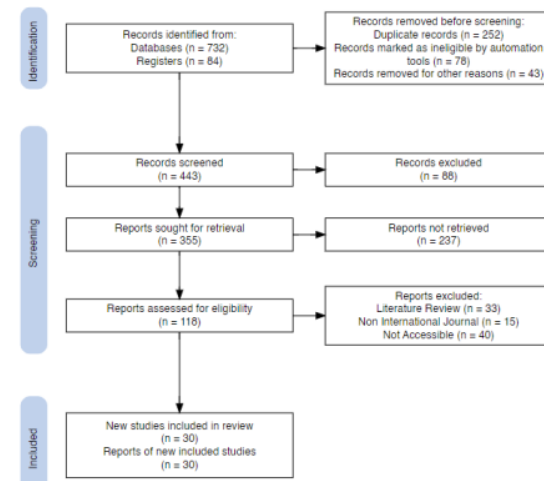 Identification
Records identified from:
Databases (n = 732)
Registers (n = 84)
Records removed before screening:
Duplicate records (n = 252)
Records marked as ineligible by automation
tools (n = 78)
Records removed for other reasons (n = 43)
Screening
Records screened
(n = 443)
Records excluded
(n = 88)
Reports sought for retrieval
(n = 355)
Reports not retrieved
(n = 237)
Reports assessed for eligibility
(n = 118)
Reports excluded:
Literature Review (n = 33)
Non International Journal (n = 15)
Not Accessible (n = 40)
Included
New studies included in review
(n = 30)
Reports of new included studies
(n = 30)